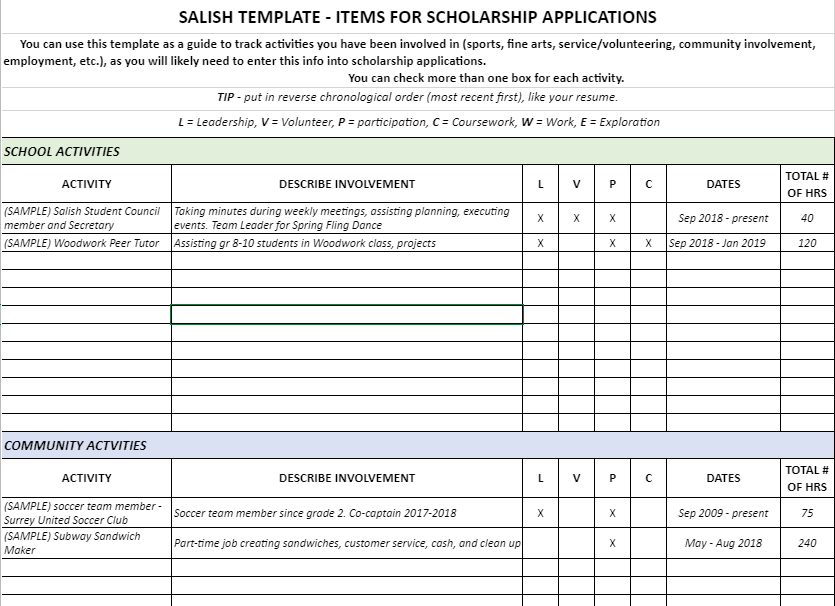 SALISH TEMPLATE - ITEMS FOR SCHOLARSHIP APPLICATIONS
You can use this template as a guide to track activities you have been involved in (sports, fine arts, service/volunteering, community involvement,
employment, etc.), as you will likely need to enter this info into scholarship applications.
You can check more than one box for each activity.
TIP - put in reverse chronological order (most recent first), like your resume.
L = Leadership, V = Volunteer, P = participation, C = Coursework, W = Work, E = Exploration
SCHOOL ACTIVITIES
ACTIVITY DESCRIBE INVOLVEMENT L V P C DATES TOTAL #
OF HRS
(SAMPLE) Salish Student Council
member and Secretary
Taking minutes during weekly meetings, assisting planning, executing
events. Team Leader for Spring Fling Dance
X X X Sep 2018 - present 40
(SAMPLE) Woodwork Peer Tutor Assisting gr 8-10 students in Woodwork class, projects X X X Sep 2018 - Jan 2019 120
COMMUNITY ACTVITIES
ACTIVITY DESCRIBE INVOLVEMENT L V P C DATES TOTAL #
OF HRS
(SAMPLE) soccer team member -
Surrey United Soccer Club
Soccer team member since grade 2. Co-captain 2017-2018 X X Sep 2009 - present 75
(SAMPLE) Subway Sandwich
Maker
Part-time job creating sandwiches, customer service, cash, and clean up X May - Aug 2018 240